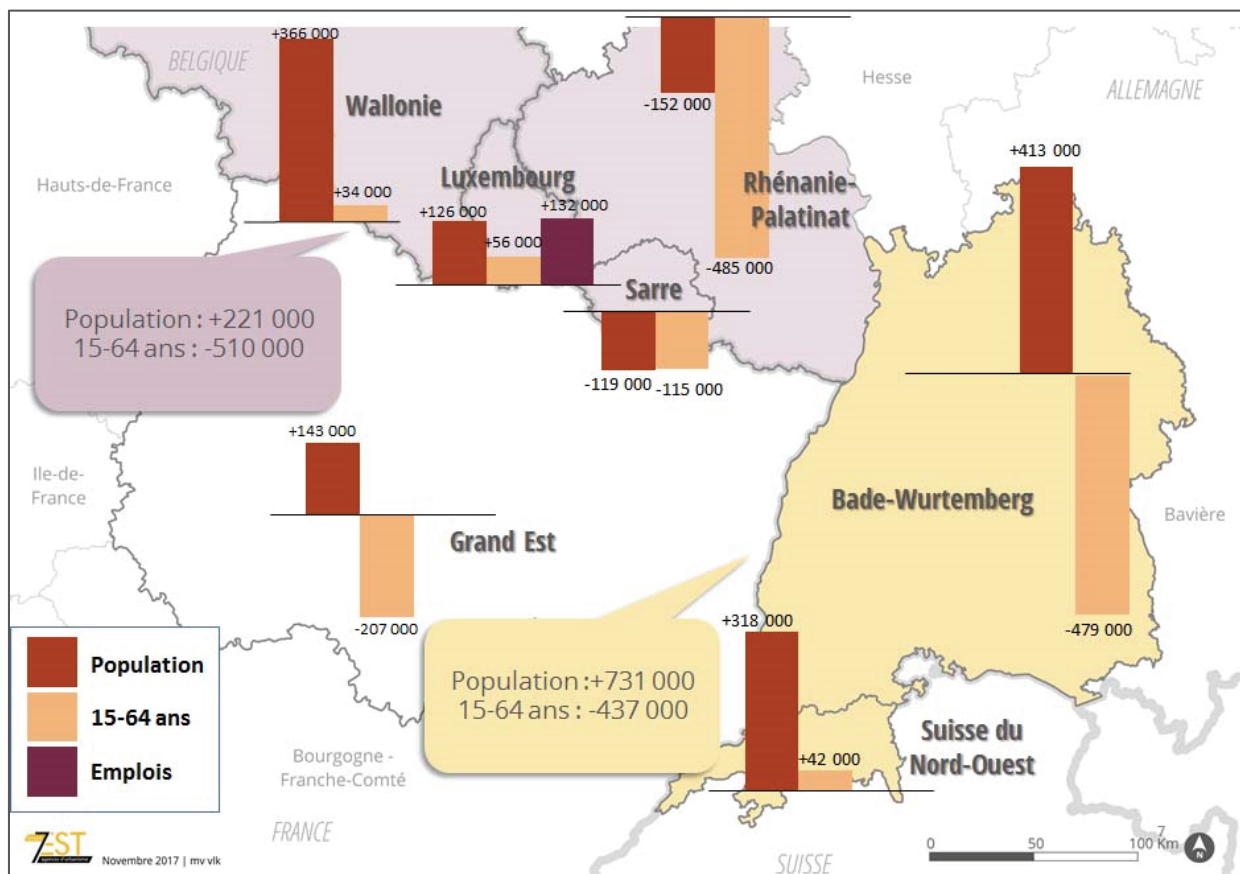 +366 000
BELGIQUE
Wallonie
Hauts-de-France
+34 000
Luxembourg
+126 000
+56 000
+132 000
-152 000
Hesse
ALLEMAGNE
Rhénanie-
Palatinat
-485 000
Sarre
-119 000
-115 000
+413 000
Population : +221 000
15-64 ans : -510 000
+143 000
Ile-de-
France
Grand Est
-207 000
Bade-Wurtemberg
Bavière
-479 000
+318 000
Population :+731 000
15-64 ans : -437 000
+42 000
Suisse du
Nord-Ouest
Population
15-64 ans
Emplois
Bourgogne -
Franche-Comté
FRANCE
SUISSE
7EST
agences d'urbanisme
Novembre 2017 | mv vlk
7
0 50 100 Km
N